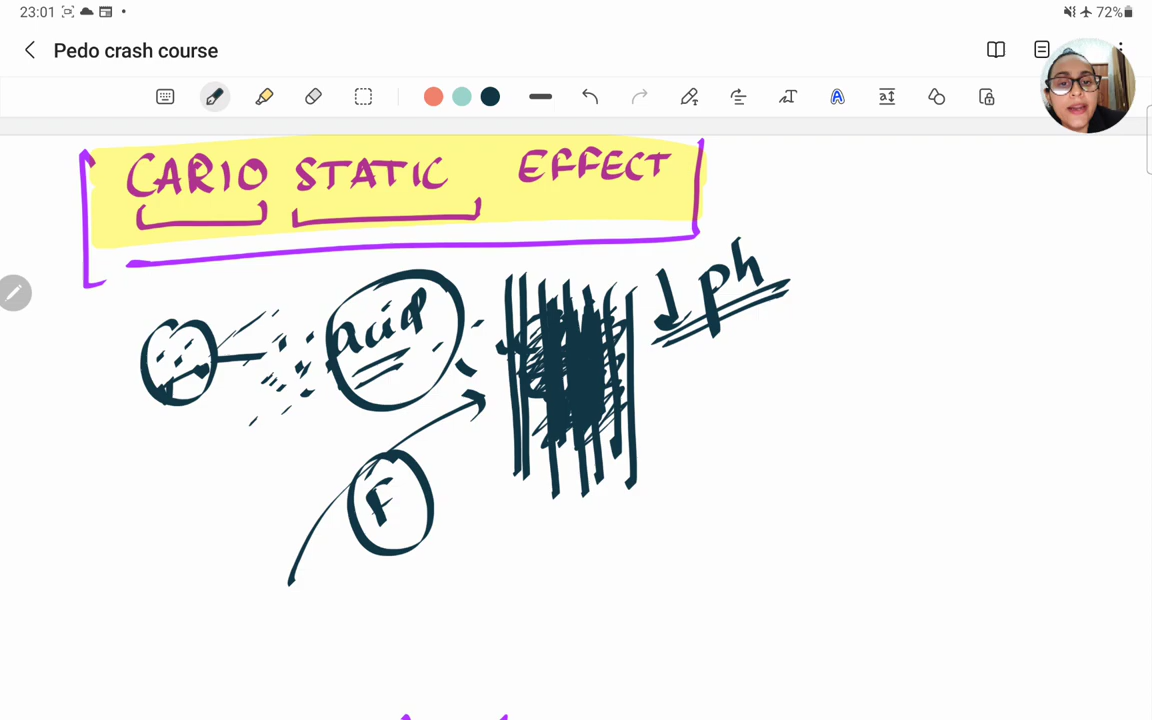 23:01
72%
Pedo crash course
CARIO STATIC EFFECT
acid
↓ ph
F